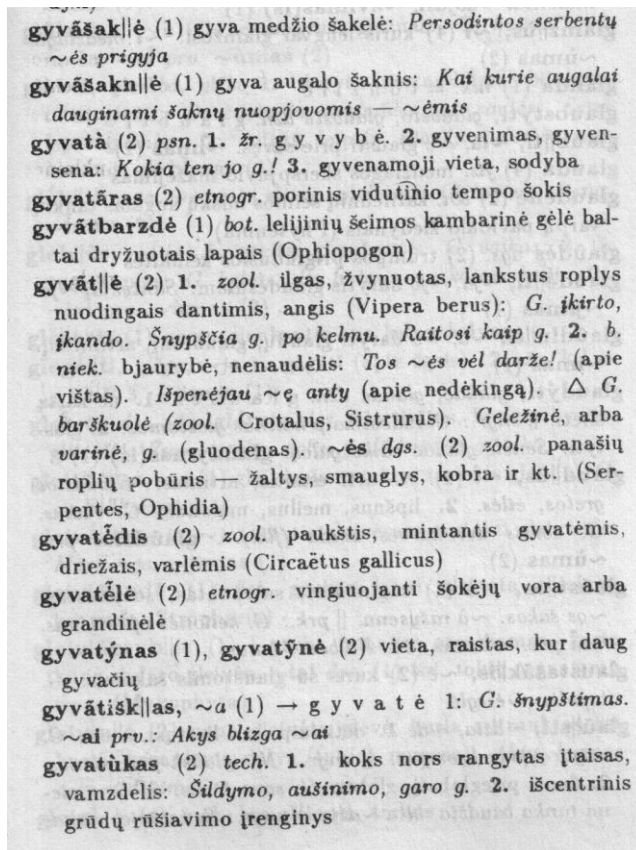 gyvãšak||ė (1) gyva medžio šakelė: Persodintos serbentų
~ės prigyja
gyvãšakn||ė (1) gyva augalo šaknis: Kai kurie augalai
dauginami šaknų nuopjovomis — ~ėmis
gyvatà (2) psn. 1. žr. g y v y b ė. 2. gyvenimas, gyven-
sena: Kokia ten jo g.! 3. gyvenamoji vieta, sodyba
gyvatãras (2) etnogr. porinis vidutinio tempo šokis
gyvãtbarzdė (1) bot. lelijinių šeimos kambarinė gėlė bal-
tai dryžuotais lapais (Ophiopogon)
gyvãt||ė (2) 1. zool. ilgas, žvynuotas, lankstus roplys
nuodingais dantimis, angis (Vipera berus): G. įkirto,
įkando. Šnypščia g. po kelmu. Raitosi kaip g. 2. b.
niek. bjaurybė, nenaudėlis: Tos ~ės vėl darže! (apie
vištas). Išpenėjau ~ę anty (apie nedėkingą). △ G.
barškuolė (zool. Crotalus, Sistrurus). Geležinė arba
varinė, g. (gluodenas). ~ės dgs. (2) zool. panašių
roplių pobūris — žaltys, smauglys, kobra ir kt. (Ser-
pentes, Ophidia)
gyvatė̃dis (2) zool. paukštis, mintantis gyvatėmis,
driežais, varlėmis (Circaëtus gallicus)
gyvatė̃lė (2) etnogr. vingiuojanti šokėjų vora arba
grandinėlė
gyvatýnas (1), gyvatỹnė (2) vieta, raistas, kur daug
gyvačių
gyvãtišk||as, ~a (1) → g y v a t ė 1: G. šnypštimas.
~ai prv.: Akys blizga ~ai
gyvatùkas (2) tech. 1. koks nors rangytas įtaisas,
vamzdelis: Šildymo, aušinimo, garo g. 2. išcentrinis
grūdų rūšiavimo įrenginys